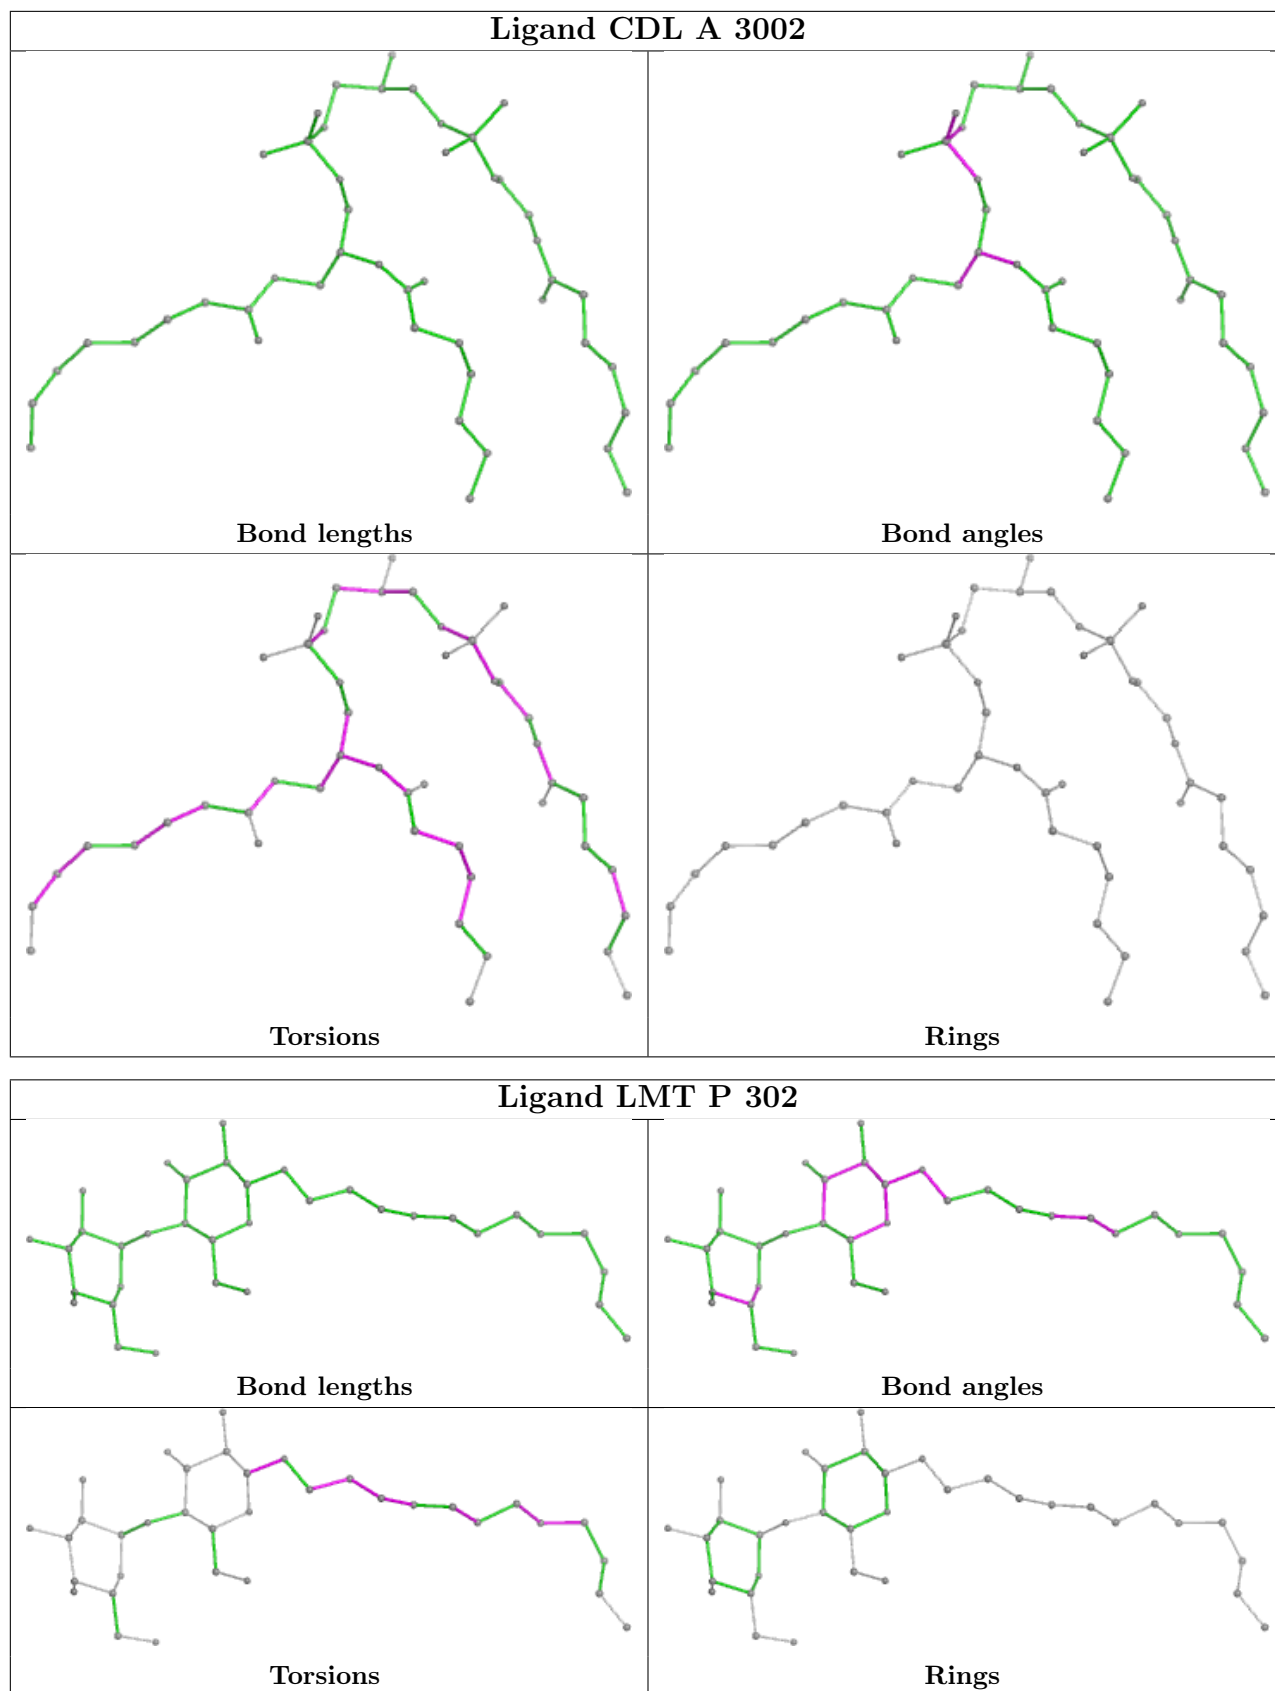 Ligand CDL A 3002
Bond lengths
Bond angles
Torsions
Rings
Ligand LMT P 302
Bond lengths
Bond angles
Torsions
Rings